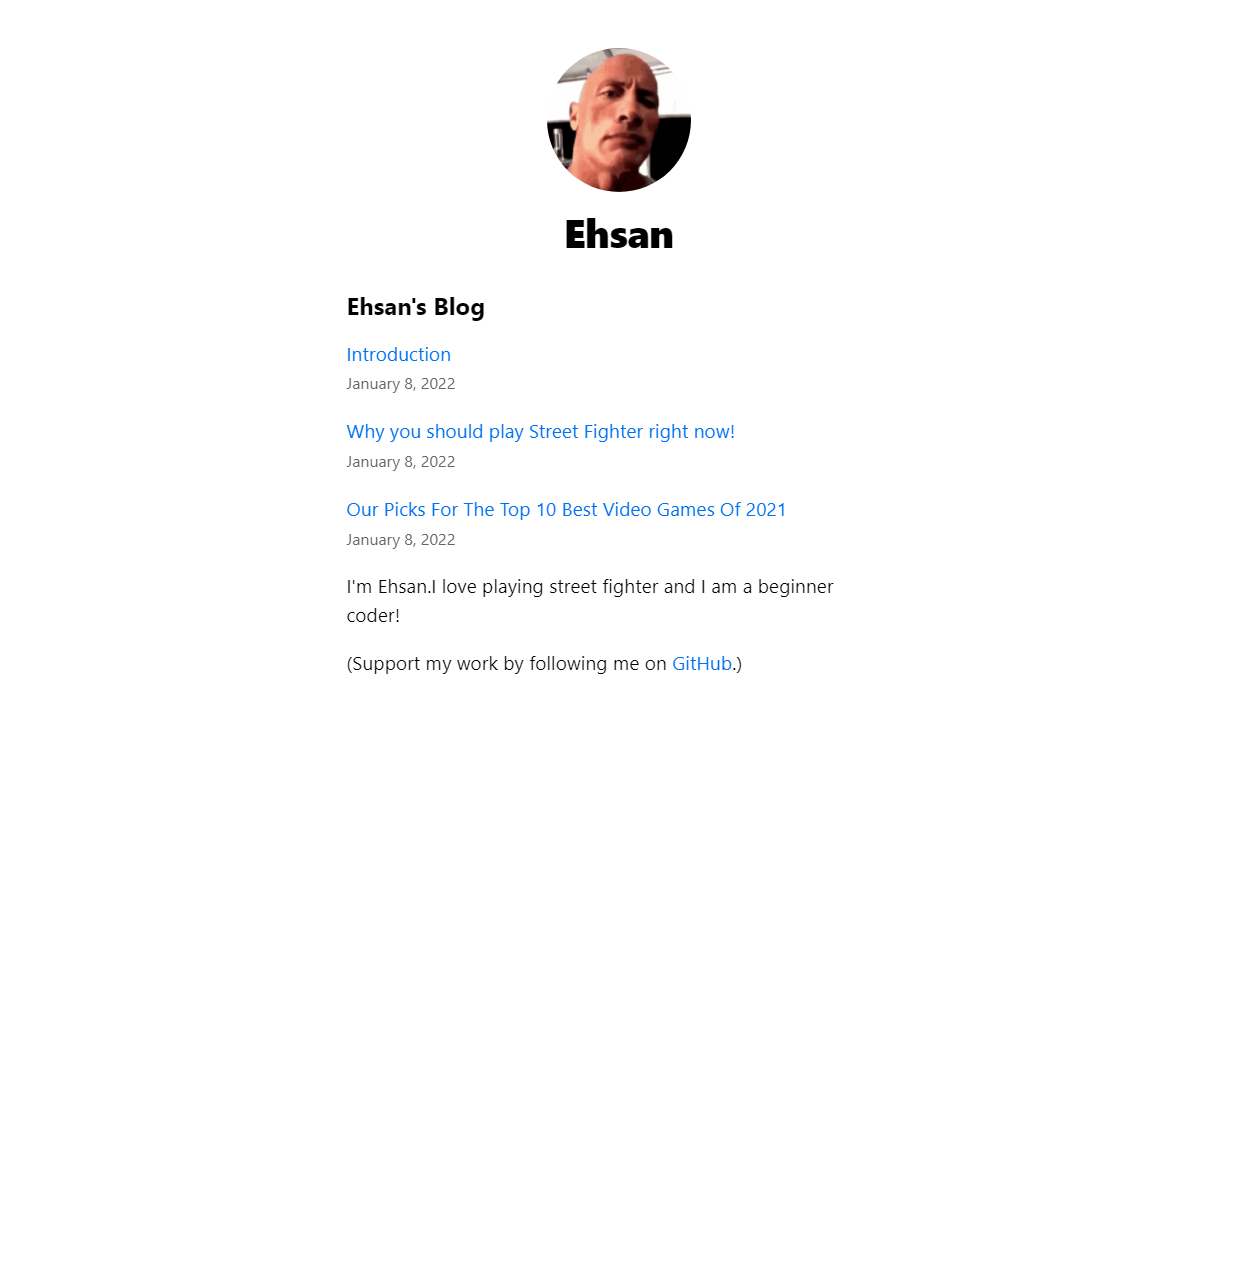 Ehsan
Ehsan's Blog
Introduction
January 8, 2022
Why you should play Street Fighter right now!
January 8, 2022
Our Picks For The Top 10 Best Video Games Of 2021
January 8, 2022
I'm Ehsan.I love playing street fighter and I am a beginner
coder!
(Support my work by following me on GitHub.)